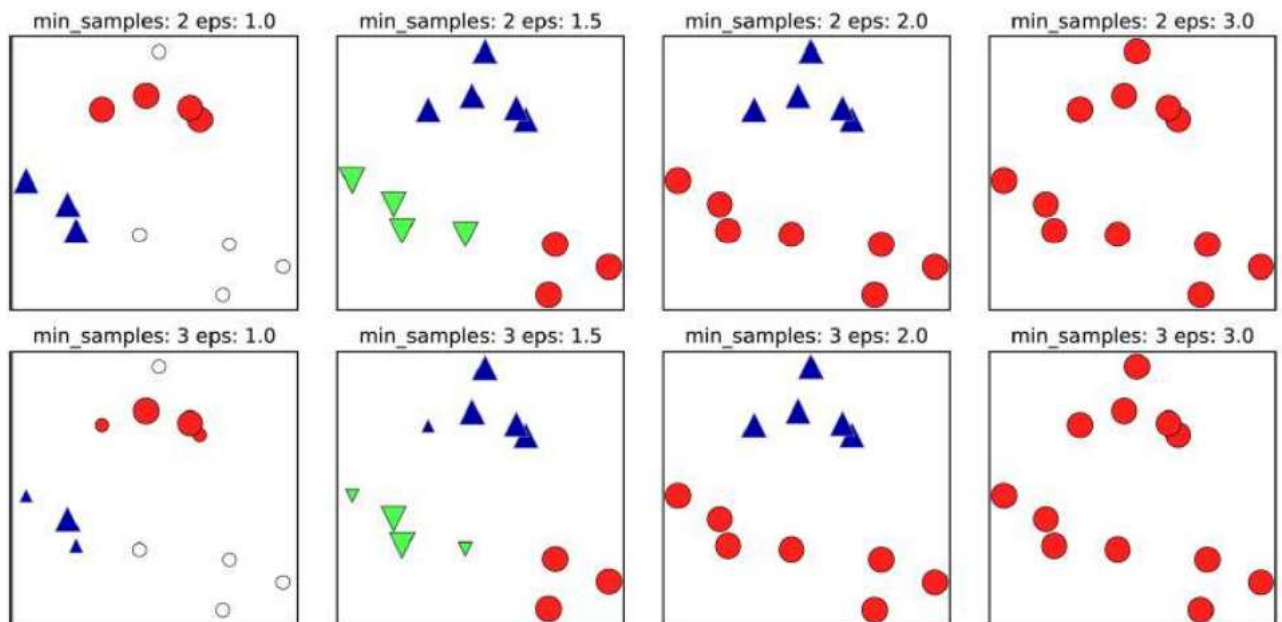 min_samples: 2 eps: 1.0
min_samples: 2 eps: 1.5
min_samples: 2 eps: 2.0
min_samples: 2 eps: 3.0
min_samples: 3 eps: 1.0
min_samples: 3 eps: 1.5
min_samples: 3 eps: 2.0
min_samples: 3 eps: 3.0